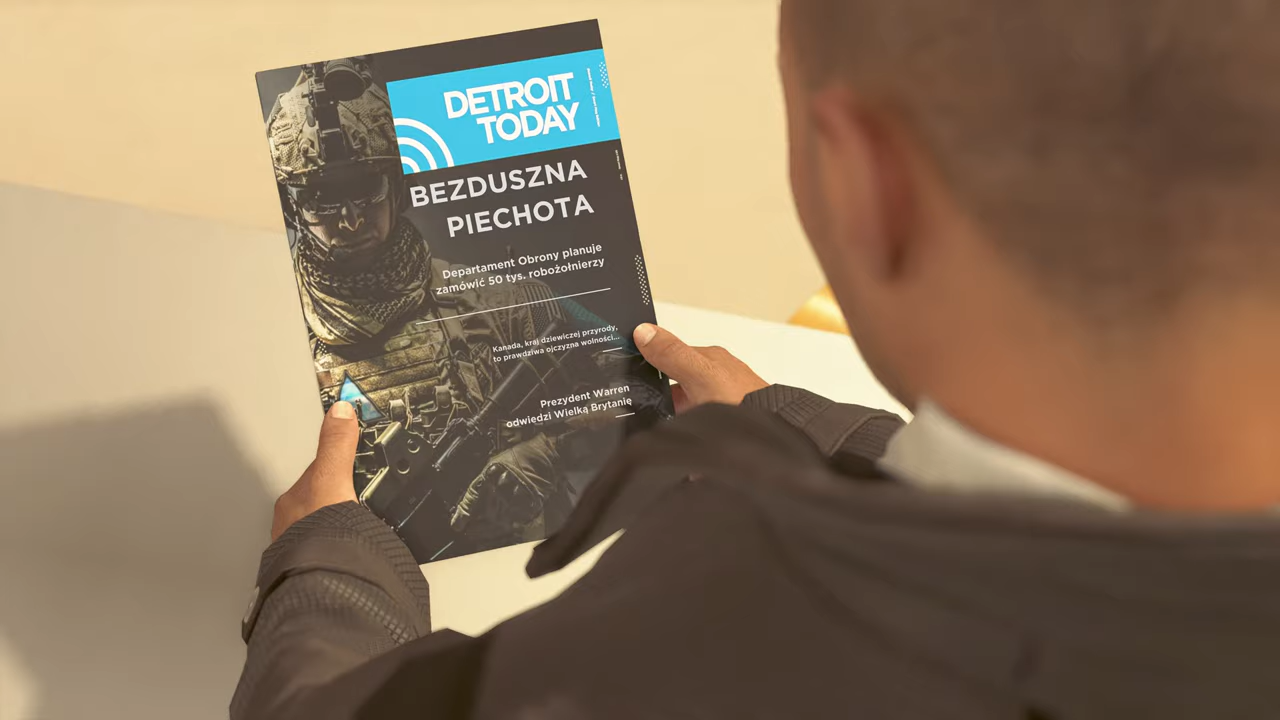 DETROIT
TODAY
BEZDUSZNA
PIECHOTA
Departament Obrony planuje
zamówić 50 tys. robożołnierzy
Kanada, kraj dziewiczej przyrody,
to prawdziwa ojczyzna wolności...
Prezydent Warren
odwiedzi Wielką Brytanię